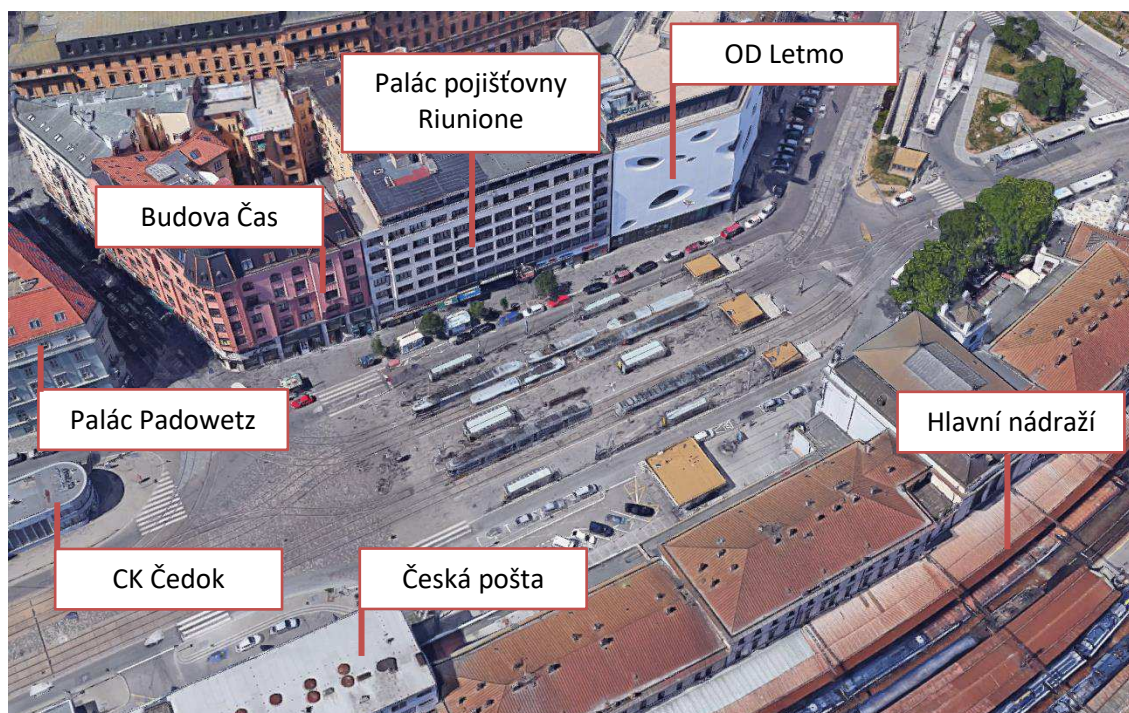 OD Letmo
Palác pojišťovny
Riunione
Budova Čas
Palác Padowetz
Hlavní nádraží
CK Čedok
Česká pošta